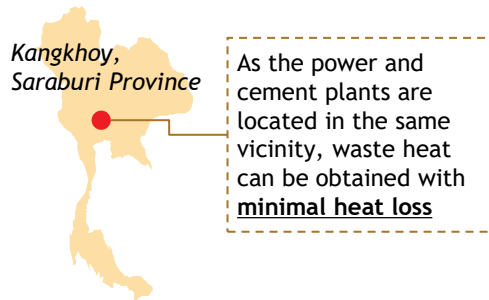 Kangkhoy,
Saraburi Province
As the power and
cement plants are
located in the same
vicinity, waste heat
can be obtained with
minimal heat loss